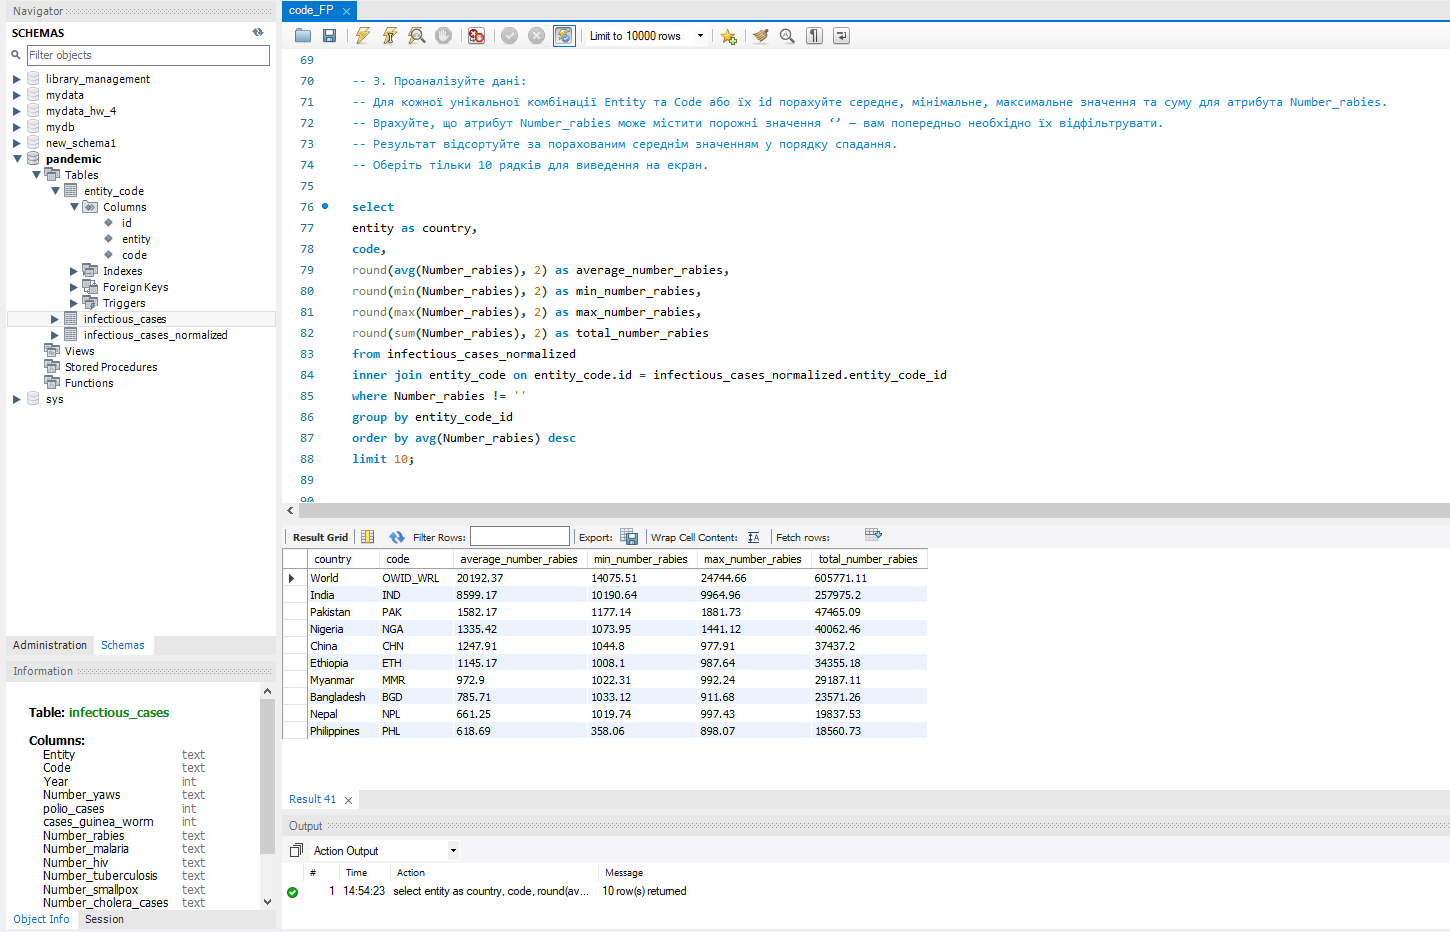 Navigator
SCHEMAS
Filter objects
library_management
mydata
mydata_hw_4
mydb
new_schema1
pandemic
Tables
entity_code
Columns
id
entity
code
Indexes
Foreign Keys
Triggers
infectious_cases
infectious_cases_normalized
Views
Stored Procedures
Functions
sys
Administration Schemas
Information
Table: infectious_cases
Columns:
Entity text
Code text
Year int
Number_yaws text
polio_cases int
cases_guinea_worm int
Number_rabies text
Number_malaria text
Number_hiv text
Number_tuberculosis text
Number_smallpox text
Number_cholera_cases text
Object Info Session
code_FP
Limit to 10000 rows
69
70 -- 3. Проаналізуйте дані:
71 -- Для кожної унікальної комбінації Entity та Code або їх id порахуйте середнє, мінімальне, максимальне значення та суму для атрибута Number_rabies.
72 -- Врахуйте, що атрибут Number_rabies може містити порожні значення ‘’ — вам попередньо необхідно їх відфільтрувати.
73 -- Результат відсортуйте за порахованим середнім значенням у порядку спадання.
74 -- Оберіть тільки 10 рядків для виведення на екран.
75
76 select
77 entity as country,
78 code,
79 round(avg(Number_rabies), 2) as average_number_rabies,
80 round(min(Number_rabies), 2) as min_number_rabies,
81 round(max(Number_rabies), 2) as max_number_rabies,
82 round(sum(Number_rabies), 2) as total_number_rabies
83 from infectious_cases_normalized
84 inner join entity_code on entity_code.id = infectious_cases_normalized.entity_code_id
85 where Number_rabies != ''
86 group by entity_code_id
87 order by avg(Number_rabies) desc
88 limit 10;
89
90
Result Grid Filter Rows: Export: Wrap Cell Content: Fetch rows:
country code average_number_rabies min_number_rabies max_number_rabies total_number_rabies
World OWID_WRL 20192.37 14075.51 24744.66 605771.11
India IND 8599.17 10190.64 9964.96 257975.2
Pakistan PAK 1582.17 1177.14 1881.73 47465.09
Nigeria NGA 1335.42 1073.95 1441.12 40062.46
China CHN 1247.91 1044.8 977.91 37437.2
Ethiopia ETH 1145.17 1008.1 987.64 34355.18
Myanmar MMR 972.9 1022.31 992.24 29187.11
Bangladesh BGD 785.71 1033.12 911.68 23571.26
Nepal NPL 661.25 1019.74 997.43 19837.53
Philippines PHL 618.69 358.06 898.07 18560.73
Result 41
Output
Action Output
# Time Action Message
1 14:54:23 select entity as country, code, round(av... 10 row(s) returned